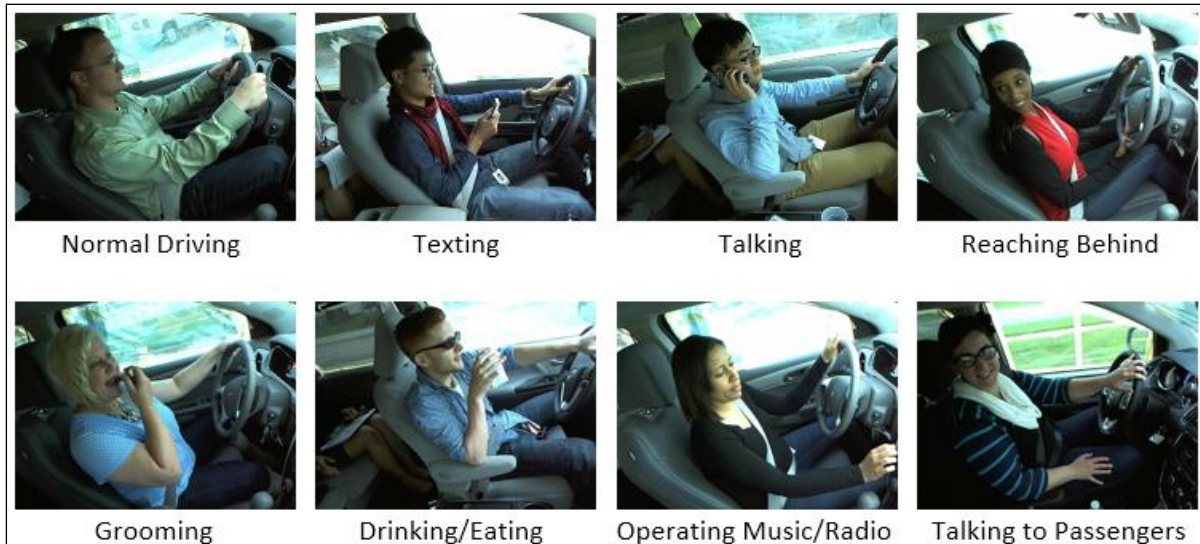 Normal Driving
Texting
Talking
Reaching Behind
Grooming
Drinking/Eating
Operating Music/Radio
Talking to Passengers